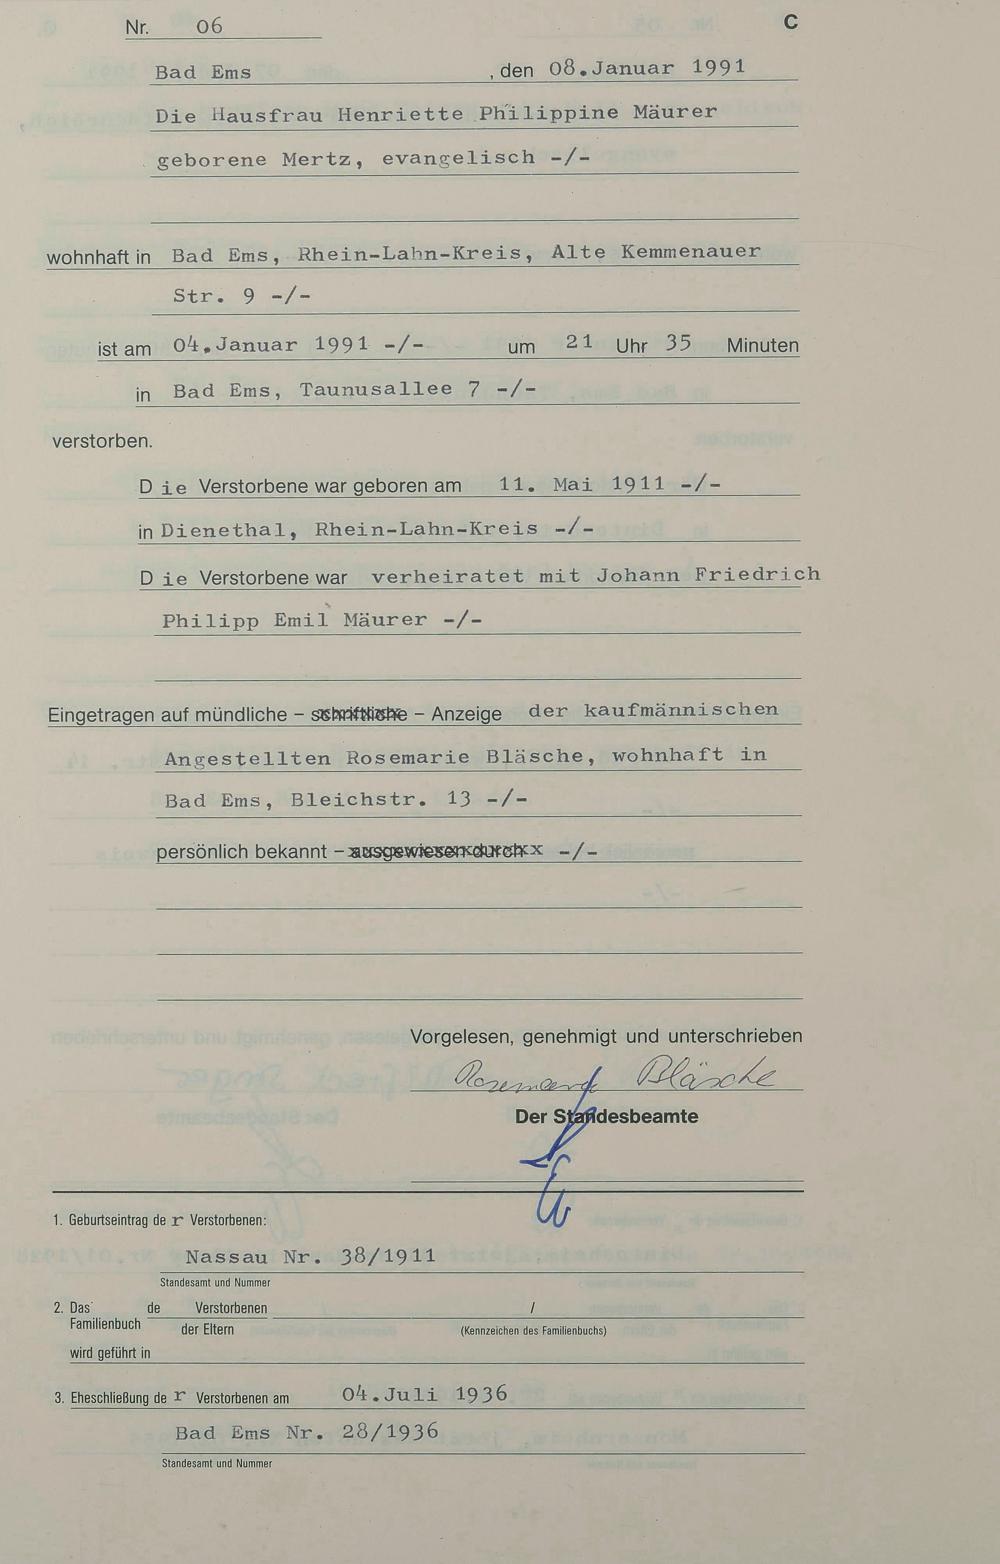 Nr. 06 C
Bad Ems , den 08.Januar 1991
Die Hausfrau Henriette Philippine Mäurer
geborene Mertz, evangelisch -/-
wohnhaft in Bad Ems, Rhein-Lahn-Kreis, Alte Kemmenauer
Str. 9 -/-
ist am 04.Januar 1991 -/- um 21 Uhr 35 Minuten
in Bad Ems, Taunusallee 7 -/-
verstorben.
Die Verstorbene war geboren am 11. Mai 1911 -/-
in Dienethal, Rhein-Lahn-Kreis -/-
Die Verstorbene war verheiratet mit Johann Friedrich
Philipp Emil Mäurer -/-
Eingetragen auf mündliche – schriftliche – Anzeige der kaufmännischen
Angestellten Rosemarie Bläsche, wohnhaft in
Bad Ems, Bleichstr. 13 -/-
persönlich bekannt – ausgewiesen durch -/-
Vorgelesen, genehmigt und unterschrieben
Rosemarie Bläsche
Der Standesbeamte
1. Geburtseintrag der Verstorbenen:
Nassau Nr. 38/1911
Standesamt und Nummer
2. Das de Verstorbenen /
Familienbuch der Eltern (Kennzeichen des Familienbuchs)
wird geführt in
3. Eheschließung der Verstorbenen am 04.Juli 1936
Bad Ems Nr. 28/1936
Standesamt und Nummer